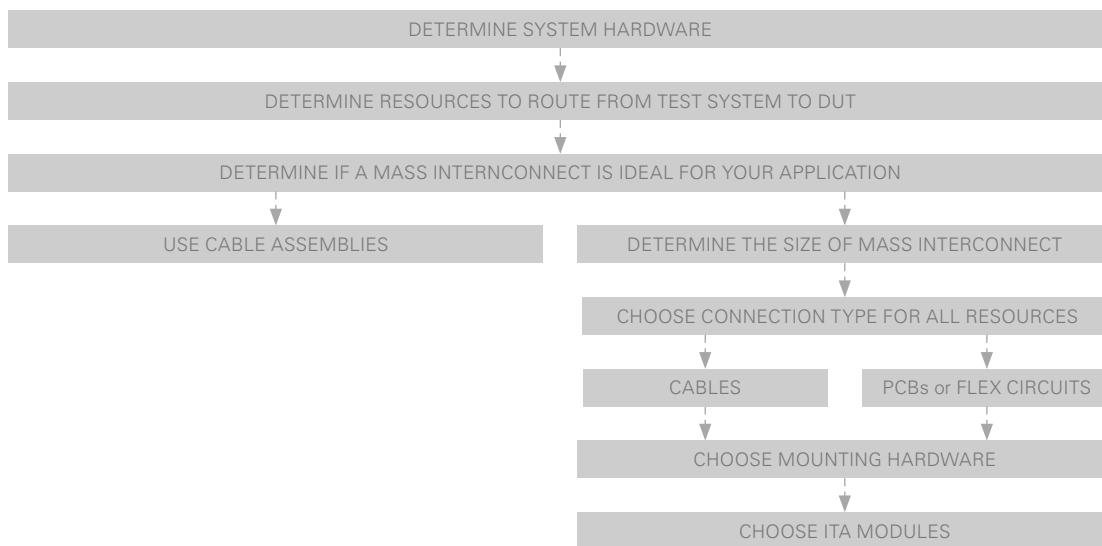 DETERMINE SYSTEM HARDWARE
DETERMINE RESOURCES TO ROUTE FROM TEST SYSTEM TO DUT
DETERMINE IF A MASS INTERNCONNECT IS IDEAL FOR YOUR APPLICATION
USE CABLE ASSEMBLIES
DETERMINE THE SIZE OF MASS INTERCONNECT
CHOOSE CONNECTION TYPE FOR ALL RESOURCES
CABLES
PCBs or FLEX CIRCUITS
CHOOSE MOUNTING HARDWARE
CHOOSE ITA MODULES